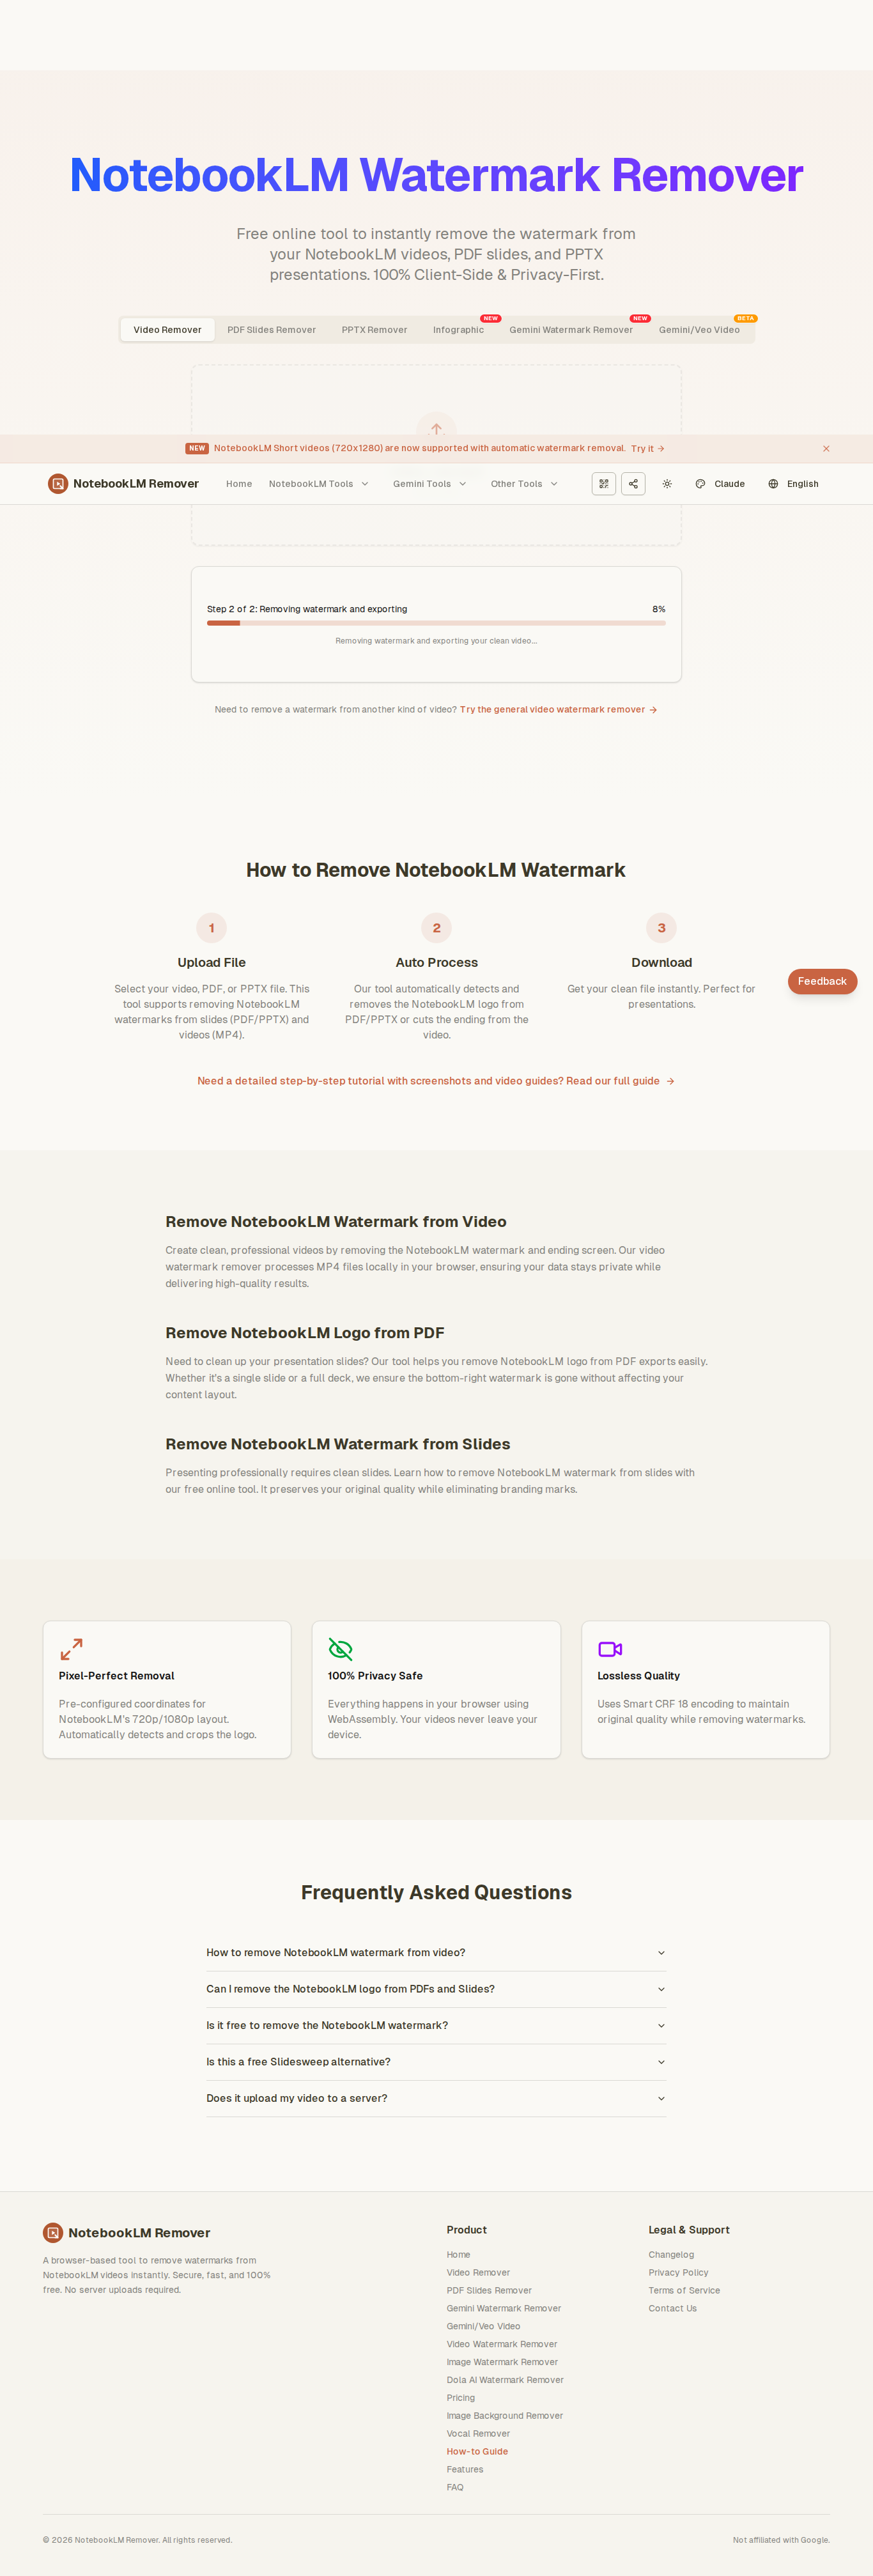 NotebookLM Watermark Remover
Free online tool to instantly remove the watermark from
your NotebookLM videos, PDF slides, and PPTX
presentations. 100% Client-Side & Privacy-First.
Video Remover
PDF Slides Remover
PPTX Remover
Infographic
NEW
Gemini Watermark Remover
NEW
Gemini/Veo Video
BETA
NEW NotebookLM Short videos (720x1280) are now supported with automatic watermark removal. Try it →
NotebookLM Remover
Home
NotebookLM Tools
Gemini Tools
Other Tools
Claude
English
Step 2 of 2: Removing watermark and exporting 8%
Removing watermark and exporting your clean video...
Need to remove a watermark from another kind of video? Try the general video watermark remover →
How to Remove NotebookLM Watermark
1
Upload File
Select your video, PDF, or PPTX file. This
tool supports removing NotebookLM
watermarks from slides (PDF/PPTX) and
videos (MP4).
2
Auto Process
Our tool automatically detects and
removes the NotebookLM logo from
PDF/PPTX or cuts the ending from the
video.
3
Download
Get your clean file instantly. Perfect for
presentations.
Feedback
Need a detailed step-by-step tutorial with screenshots and video guides? Read our full guide →
Remove NotebookLM Watermark from Video
Create clean, professional videos by removing the NotebookLM watermark and ending screen. Our video
watermark remover processes MP4 files locally in your browser, ensuring your data stays private while
delivering high-quality results.
Remove NotebookLM Logo from PDF
Need to clean up your presentation slides? Our tool helps you remove NotebookLM logo from PDF exports easily.
Whether it's a single slide or a full deck, we ensure the bottom-right watermark is gone without affecting your
content layout.
Remove NotebookLM Watermark from Slides
Presenting professionally requires clean slides. Learn how to remove NotebookLM watermark from slides with
our free online tool. It preserves your original quality while eliminating branding marks.
Pixel-Perfect Removal
Pre-configured coordinates for
NotebookLM's 720p/1080p layout.
Automatically detects and crops the logo.
100% Privacy Safe
Everything happens in your browser using
WebAssembly. Your videos never leave your
device.
Lossless Quality
Uses Smart CRF 18 encoding to maintain
original quality while removing watermarks.
Frequently Asked Questions
How to remove NotebookLM watermark from video?
Can I remove the NotebookLM logo from PDFs and Slides?
Is it free to remove the NotebookLM watermark?
Is this a free Slidesweep alternative?
Does it upload my video to a server?
NotebookLM Remover
A browser-based tool to remove watermarks from
NotebookLM videos instantly. Secure, fast, and 100%
free. No server uploads required.
Product
Home
Video Remover
PDF Slides Remover
Gemini Watermark Remover
Gemini/Veo Video
Video Watermark Remover
Image Watermark Remover
Dola AI Watermark Remover
Pricing
Image Background Remover
Vocal Remover
How-to Guide
Features
FAQ
Legal & Support
Changelog
Privacy Policy
Terms of Service
Contact Us
© 2026 NotebookLM Remover. All rights reserved.
Not affiliated with Google.